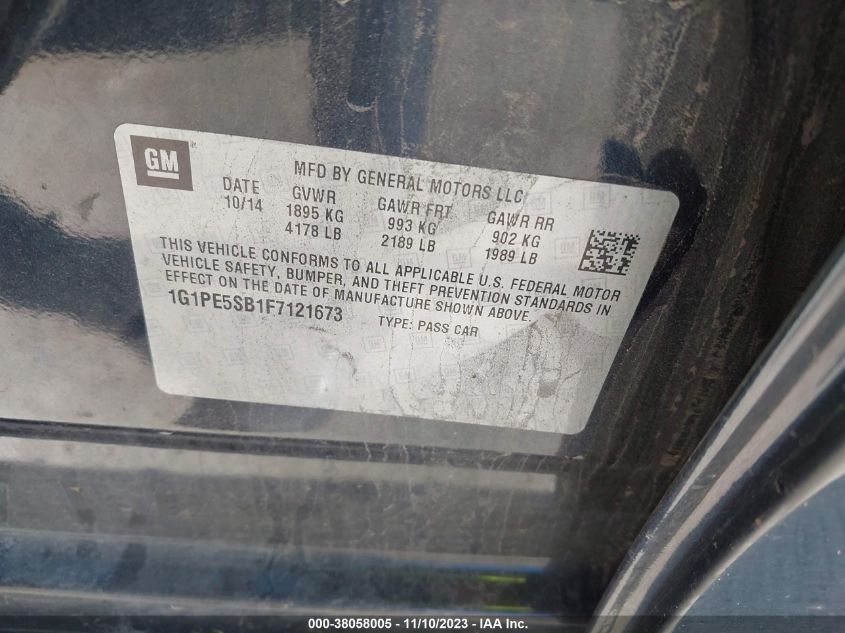 GM
MFD BY GENERAL MOTORS LLC
DATE GVWR GAWR FRT GAWR RR
10/14 1895 KG 993 KG 902 KG
4178 LB 2189 LB 1989 LB
THIS VEHICLE CONFORMS TO ALL APPLICABLE U.S. FEDERAL MOTOR
VEHICLE SAFETY, BUMPER, AND THEFT PREVENTION STANDARDS IN
EFFECT ON THE DATE OF MANUFACTURE SHOWN ABOVE.
1G1PE5SB1F7121673 TYPE: PASS CAR
000-38058005 - 11/10/2023 - IAA Inc.